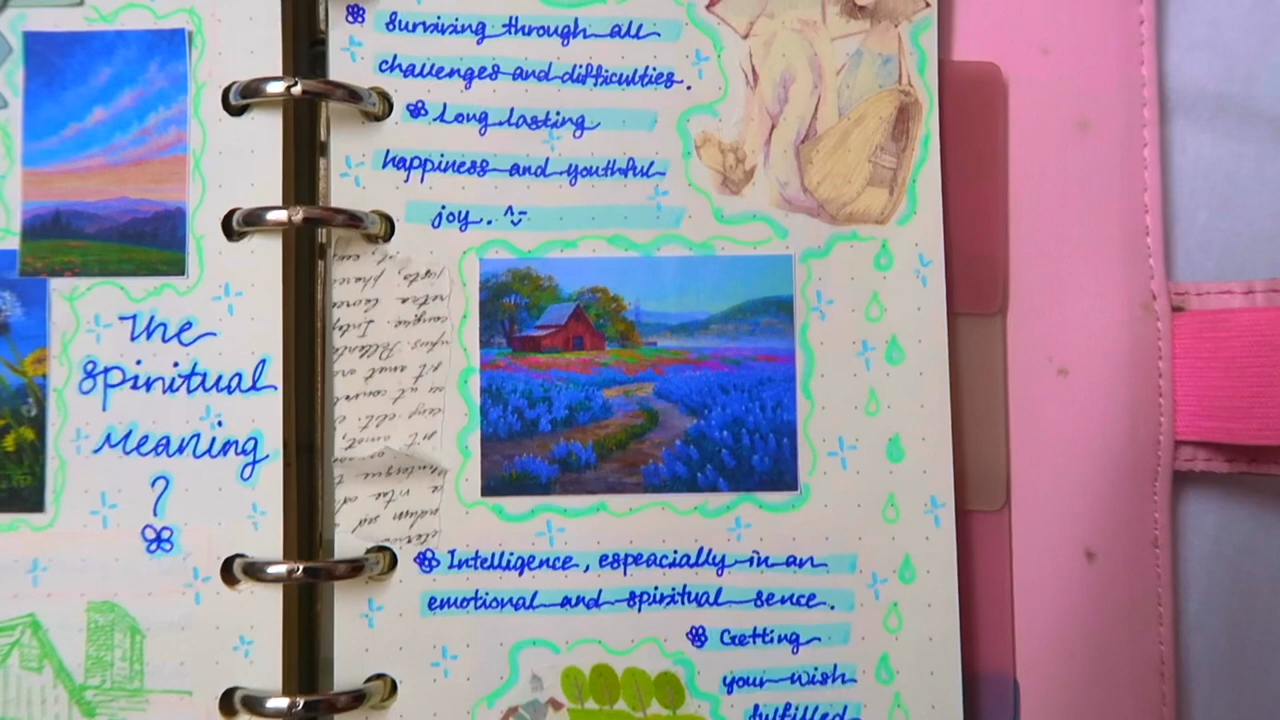 The
spiritual
Meaning
?
Surviving through all
challenges and difficulties.
Long lasting
happiness and youthful
joy.
Intelligence, espeacially in an
emotional and spiritual sence.
Getting
your wish
fulfilled